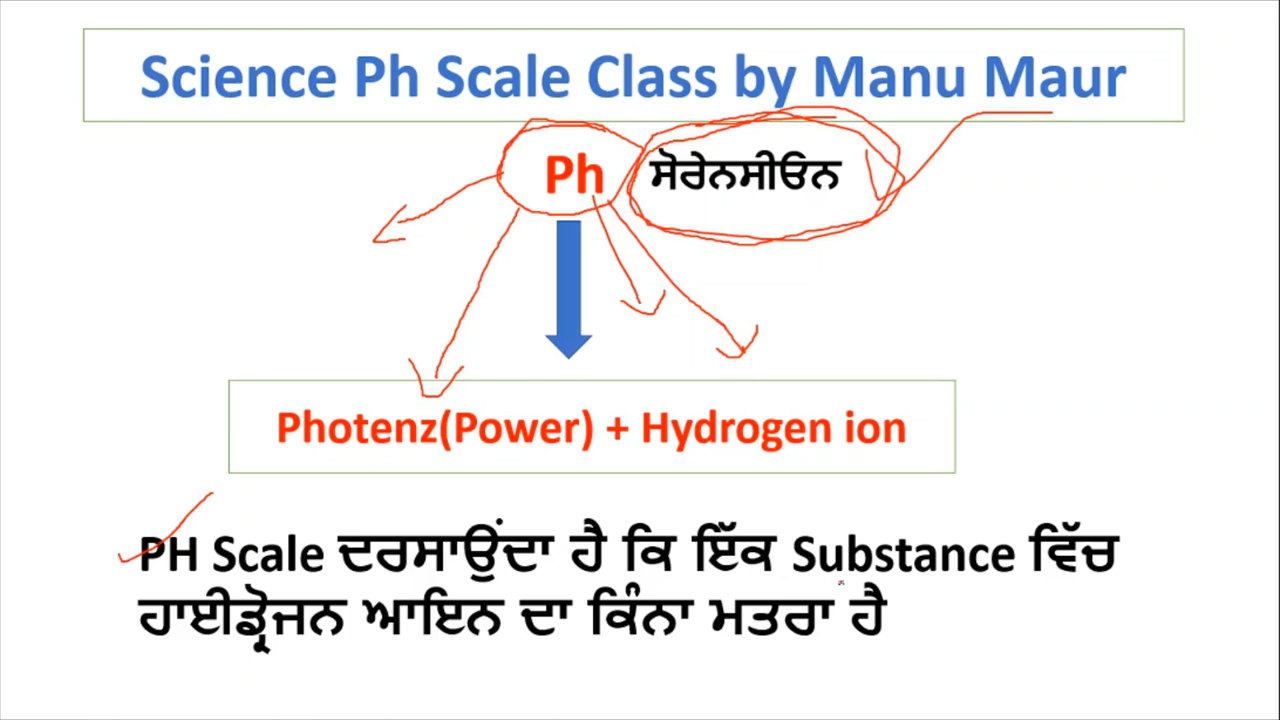 Science Ph Scale Class by Manu Maur
Ph ਸੋਰੇਨਸੀਓਨ
Photenz(Power) + Hydrogen ion
PH Scale ਦਰਸਾਉਂਦਾ ਹੈ ਕਿ ਇੱਕ Substance ਵਿੱਚ
ਹਾਈਡ੍ਰੋਜਨ ਆਇਨ ਦਾ ਕਿੰਨਾ ਮਤਰਾ ਹੈ